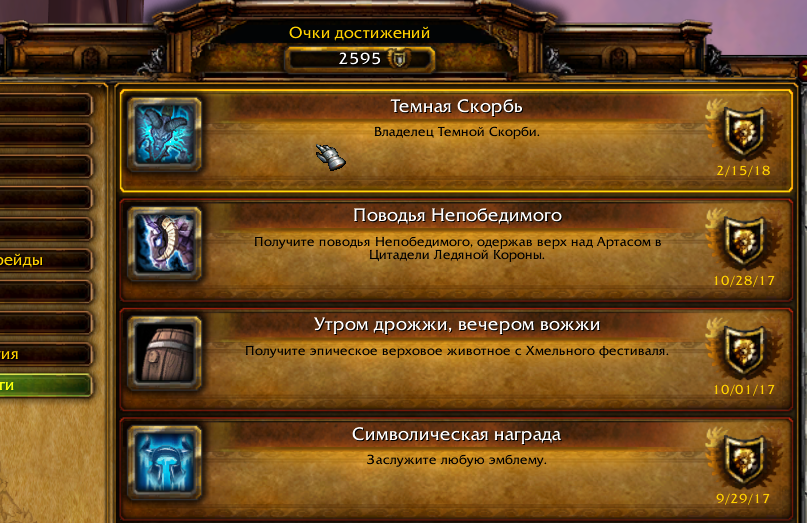 Очки достижений
2595
Темная Скорбь
Владелец Темной Скорби.
2/15/18
Поводья Непобедимого
Получите поводья Непобедимого, одержав верх над Артасом в
Цитадели Ледяной Короны.
10/28/17
рейды
Утром дрожжи, вечером вожжи
Получите эпическое верховое животное с Хмельного фестиваля.
10/01/17
ия
ти
Символическая награда
Заслужите любую эмблему.
9/29/17